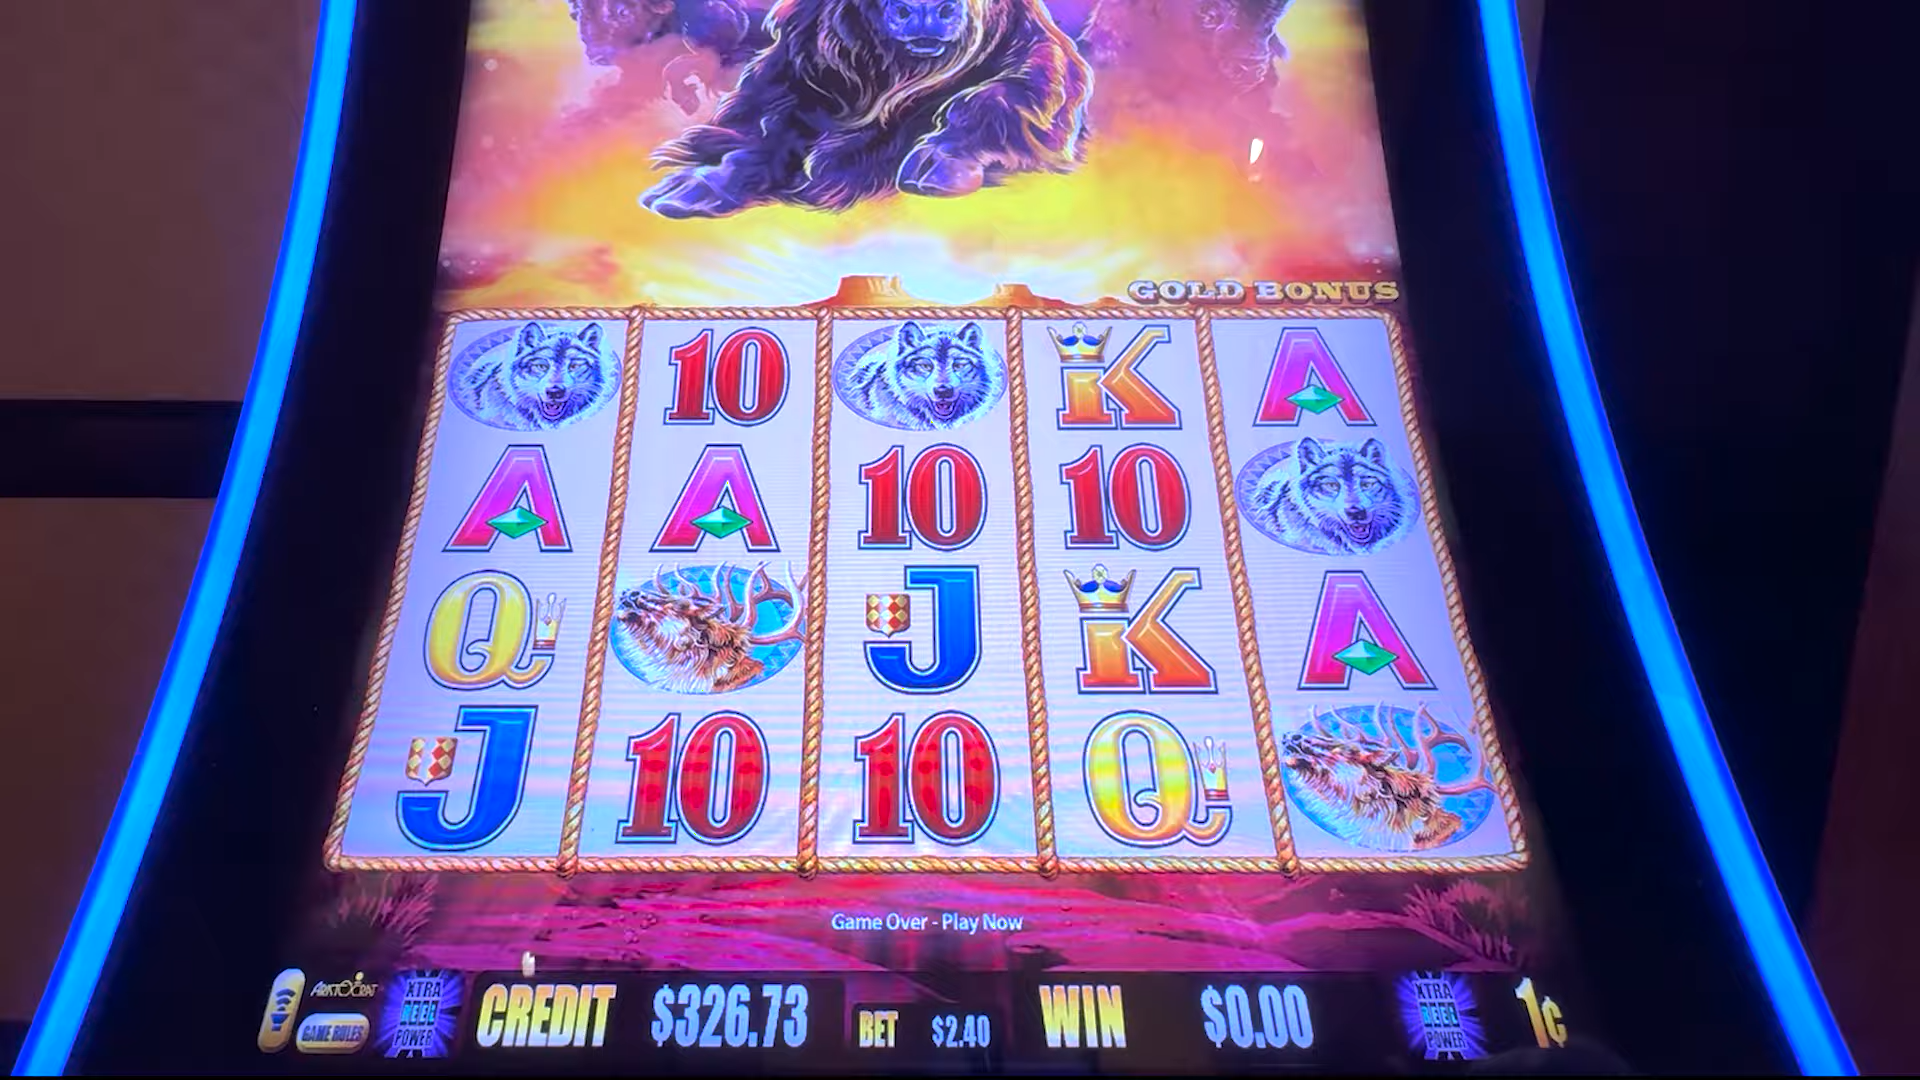 GOLD BONUS
10 K A
A A 10 10
Q J K A
J 10 10 Q
Game Over - Play Now
ARISTOCRAT
GAME RULES
XTRA
REEL
POWER
CREDIT $326.73 BET $2.40 WIN $0.00
XTRA
REEL
POWER
1¢